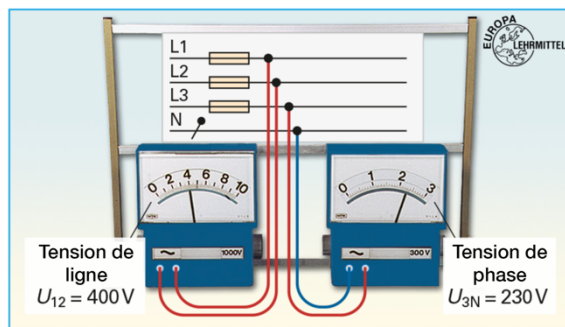 EUROPA
LEHRMITTEL
L1
L2
L3
N
0 2 4 6 8 10
1000V
0 1 2 3
300V
Tension de
ligne
U12 = 400 V
Tension de
phase
U3N = 230 V